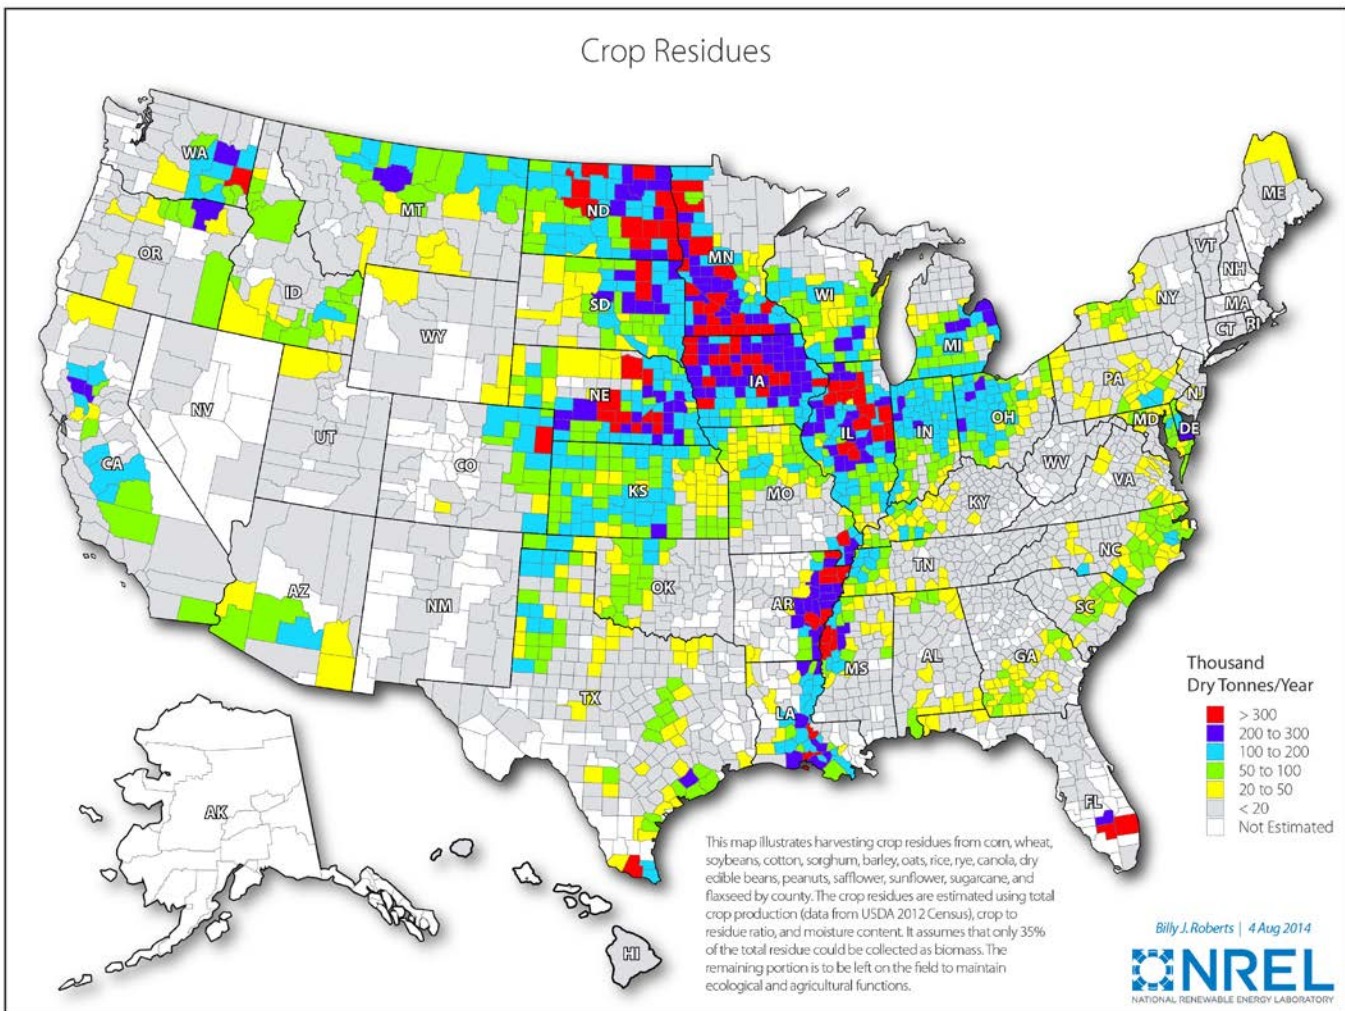 Crop Residues
WA
MT
ND
MN
ME
VT
NH
OR
ID
SD
WI
NY
MA
CT
RI
WY
MI
IA
NE
PA
NJ
NV
UT
CO
IL
IN
OH
MD
DE
CA
KS
MO
WV
VA
KY
AZ
NM
OK
AR
TN
NC
SC
MS
AL
GA
TX
LA
FL
AK
HI
Thousand
Dry Tonnes/Year
> 300
200 to 300
100 to 200
50 to 100
20 to 50
< 20
Not Estimated
This map illustrates harvesting crop residues from corn, wheat,
soybeans, cotton, sorghum, barley, oats, rice, rye, canola, dry
edible beans, peanuts, safflower, sunflower, sugarcane, and
flaxseed by county. The crop residues are estimated using total
crop production (data from USDA 2012 Census), crop to
residue ratio, and moisture content. It assumes that only 35%
of the total residue could be collected as biomass. The
remaining portion is to be left on the field to maintain
ecological and agricultural functions.
Billy J. Roberts | 4 Aug 2014
NREL
NATIONAL RENEWABLE ENERGY LABORATORY